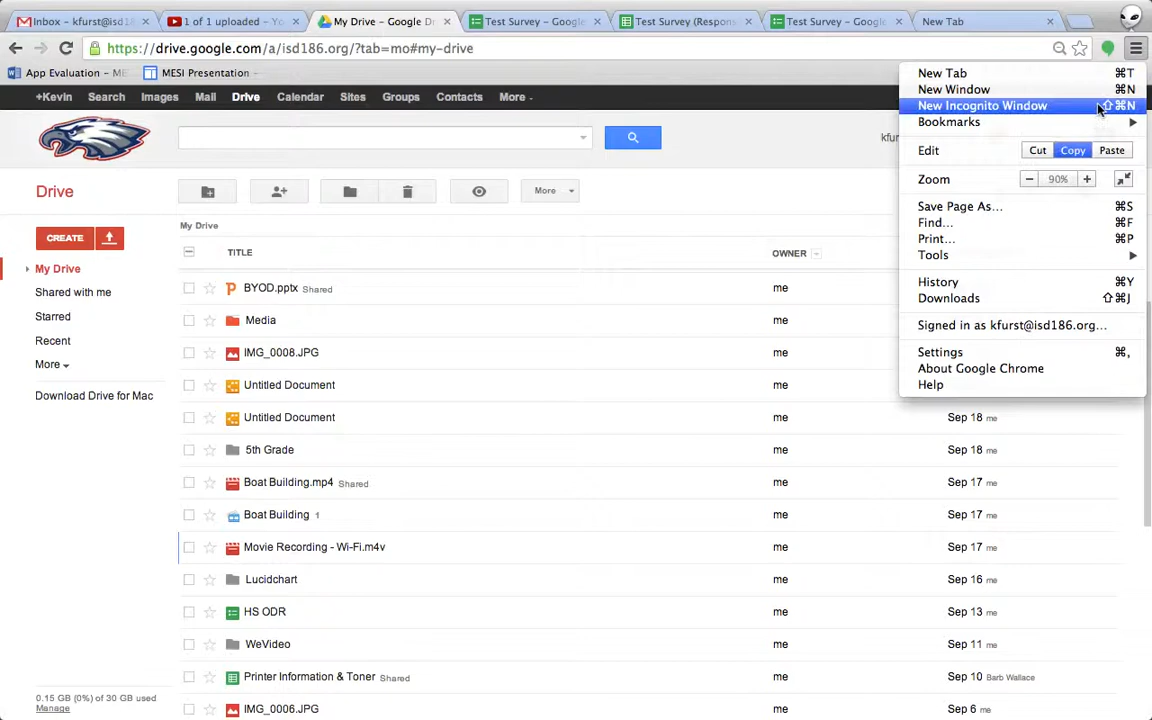 Inbox - kfurst@isd18
1 of 1 uploaded - Yo
My Drive - Google D
Test Survey - Google
Test Survey (Respons
Test Survey - Google
New Tab
https://drive.google.com/a/isd186.org/?tab=mo#my-drive
App Evaluation - ME
MESI Presentation -
+Kevin Search Images Mail Drive Calendar Sites Groups Contacts More
kfur
Drive
More
CREATE
My Drive
Shared with me
Starred
Recent
More
Download Drive for Mac
0.15 GB (0%) of 30 GB used
Manage
My Drive
TITLE OWNER
BYOD.pptx Shared me
Media me
IMG_0008.JPG me
Untitled Document me
Untitled Document me Sep 18 me
5th Grade me Sep 18 me
Boat Building.mp4 Shared me Sep 17 me
Boat Building 1 me Sep 17 me
Movie Recording - Wi-Fi.m4v me Sep 17 me
Lucidchart me Sep 16 me
HS ODR me Sep 13 me
WeVideo me Sep 11 me
Printer Information & Toner Shared me Sep 10 Barb Wallace
IMG_0006.JPG me Sep 6 me
New Tab ⌘T
New Window ⌘N
New Incognito Window ⇧⌘N
Bookmarks
Edit Cut Copy Paste
Zoom − 90% +
Save Page As... ⌘S
Find... ⌘F
Print... ⌘P
Tools
History ⌘Y
Downloads ⇧⌘J
Signed in as kfurst@isd186.org...
Settings ⌘,
About Google Chrome
Help